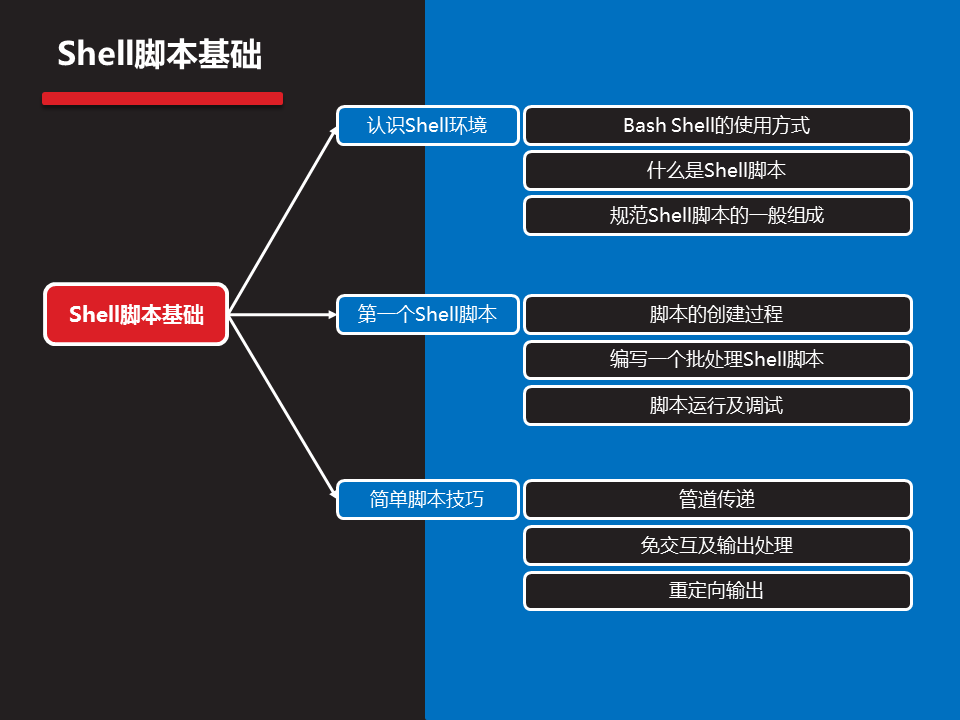 Shell脚本基础
认识Shell环境
Bash Shell的使用方式
什么是Shell脚本
规范Shell脚本的一般组成
Shell脚本基础
第一个Shell脚本
脚本的创建过程
编写一个批处理Shell脚本
脚本运行及调试
简单脚本技巧
管道传递
免交互及输出处理
重定向输出